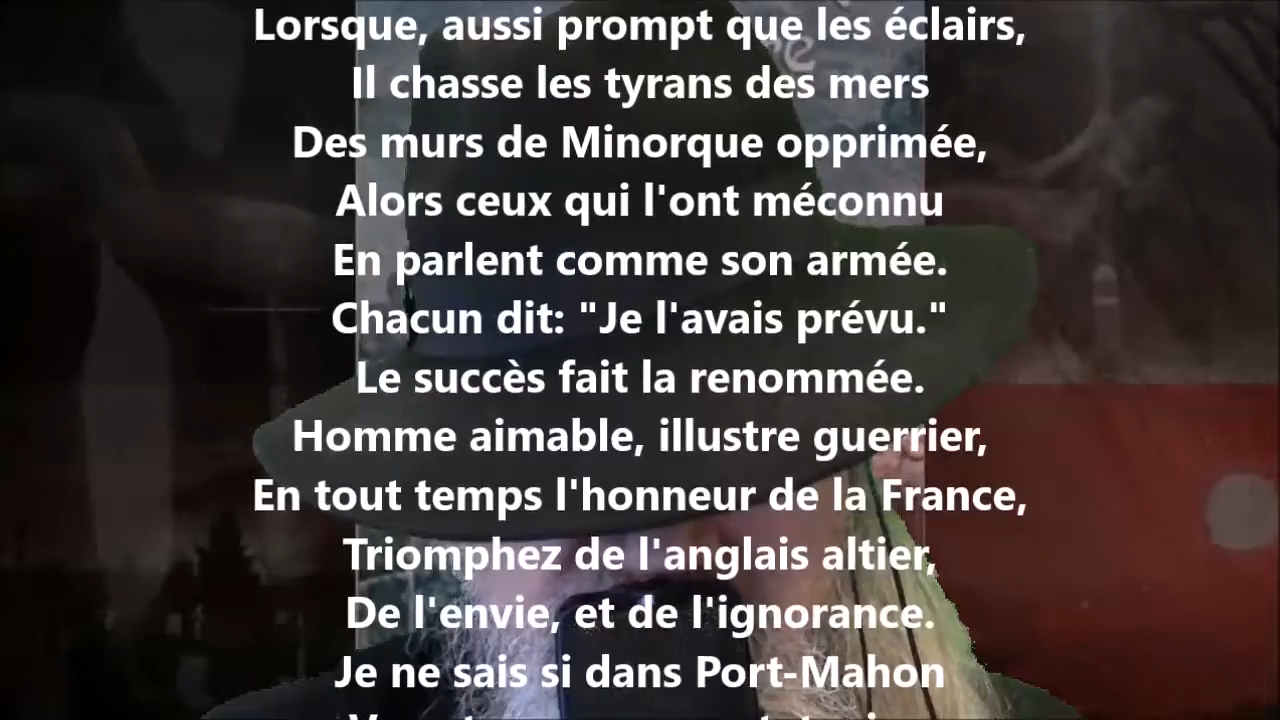 Lorsque, aussi prompt que les éclairs,
Il chasse les tyrans des mers
Des murs de Minorque opprimée,
Alors ceux qui l'ont méconnu
En parlent comme son armée.
Chacun dit: "Je l'avais prévu."
Le succès fait la renommée.
Homme aimable, illustre guerrier,
En tout temps l'honneur de la France,
Triomphez de l'anglais altier,
De l'envie, et de l'ignorance.
Je ne sais si dans Port-Mahon